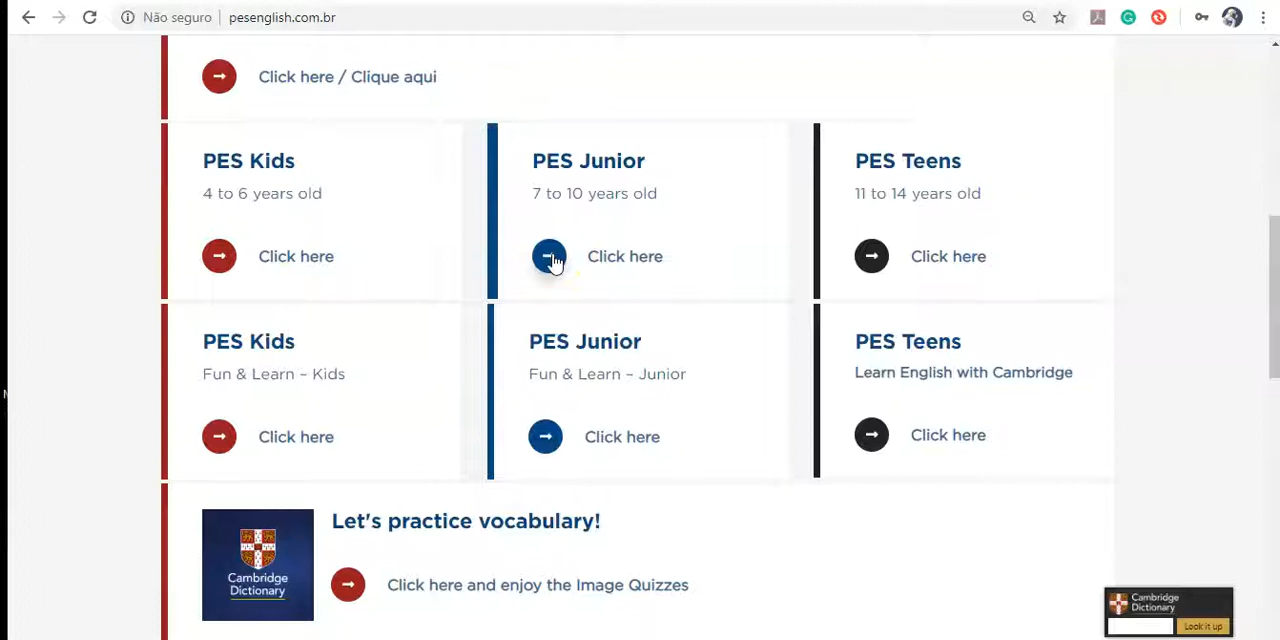 Não seguro
pesenglish.com.br
Click here / Clique aqui
PES Kids
4 to 6 years old
Click here
PES Junior
7 to 10 years old
Click here
PES Teens
11 to 14 years old
Click here
PES Kids
Fun & Learn – Kids
Click here
PES Junior
Fun & Learn – Junior
Click here
PES Teens
Learn English with Cambridge
Click here
Cambridge
Dictionary
Let's practice vocabulary!
Click here and enjoy the Image Quizzes
Cambridge
Dictionary
Look it up